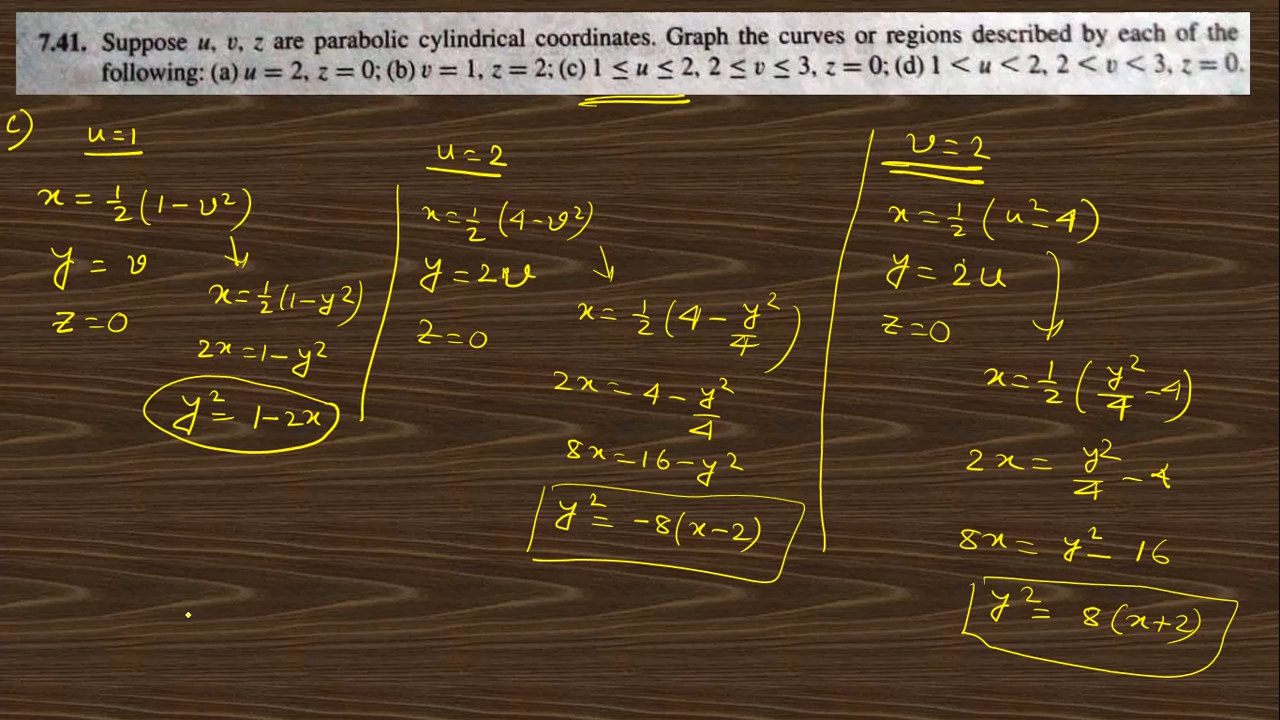 7.41. Suppose u, v, z are parabolic cylindrical coordinates. Graph the curves or regions described by each of the
following: (a) u = 2, z = 0; (b) v = 1, z = 2; (c) 1 ≤ u ≤ 2, 2 ≤ v ≤ 3, z = 0; (d) 1 < u < 2, 2 < v < 3, z = 0.
c)
u=1
x = 1/2 (1 - v²)
y = v
z = 0
x = 1/2 (1 - y²)
2x = 1 - y²
y² = 1 - 2x
u = 2
x = 1/2 (4 - v²)
y = 2v
z = 0
x = 1/2 (4 - y²/4)
2x = 4 - y²/4
8x = 16 - y²
y² = -8(x-2)
v = 2
x = 1/2 (u² - 4)
y = 2u
z = 0
x = 1/2 (y²/4 - 4)
2x = y²/4 - 4
8x = y² - 16
y² = 8(x+2)